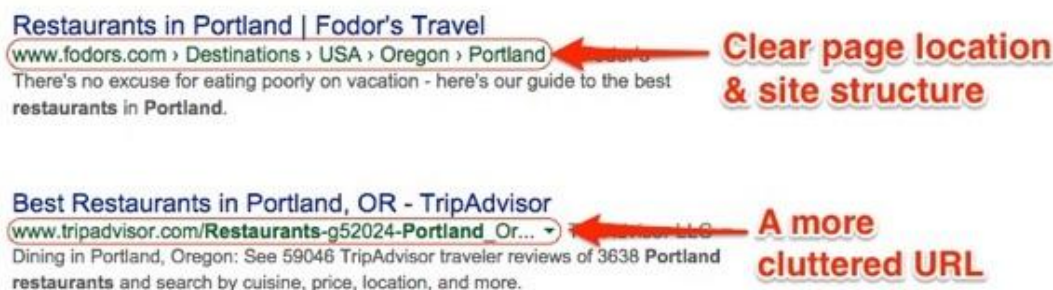 Restaurants in Portland | Fodor's Travel
www.fodors.com › Destinations › USA › Oregon › Portland
Clear page location
& site structure
There's no excuse for eating poorly on vacation - here's our guide to the best
restaurants in Portland.
Best Restaurants in Portland, OR - TripAdvisor
www.tripadvisor.com/Restaurants-g52024-Portland_Or...
A more
cluttered URL
Dining in Portland, Oregon: See 59046 TripAdvisor traveler reviews of 3638 Portland
restaurants and search by cuisine, price, location, and more.